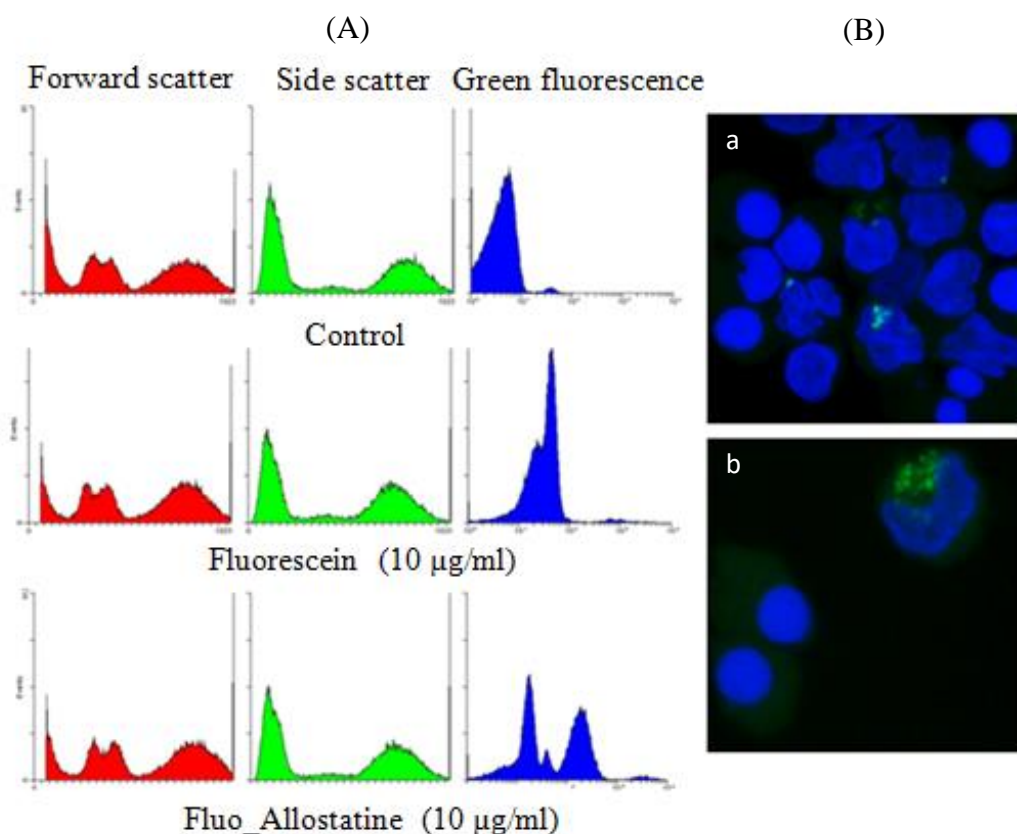 (A) (B)
Forward scatter Side scatter Green fluorescence
a
Control
b
Fluorescein (10 µg/ml)
Fluo_Allostatine (10 µg/ml)